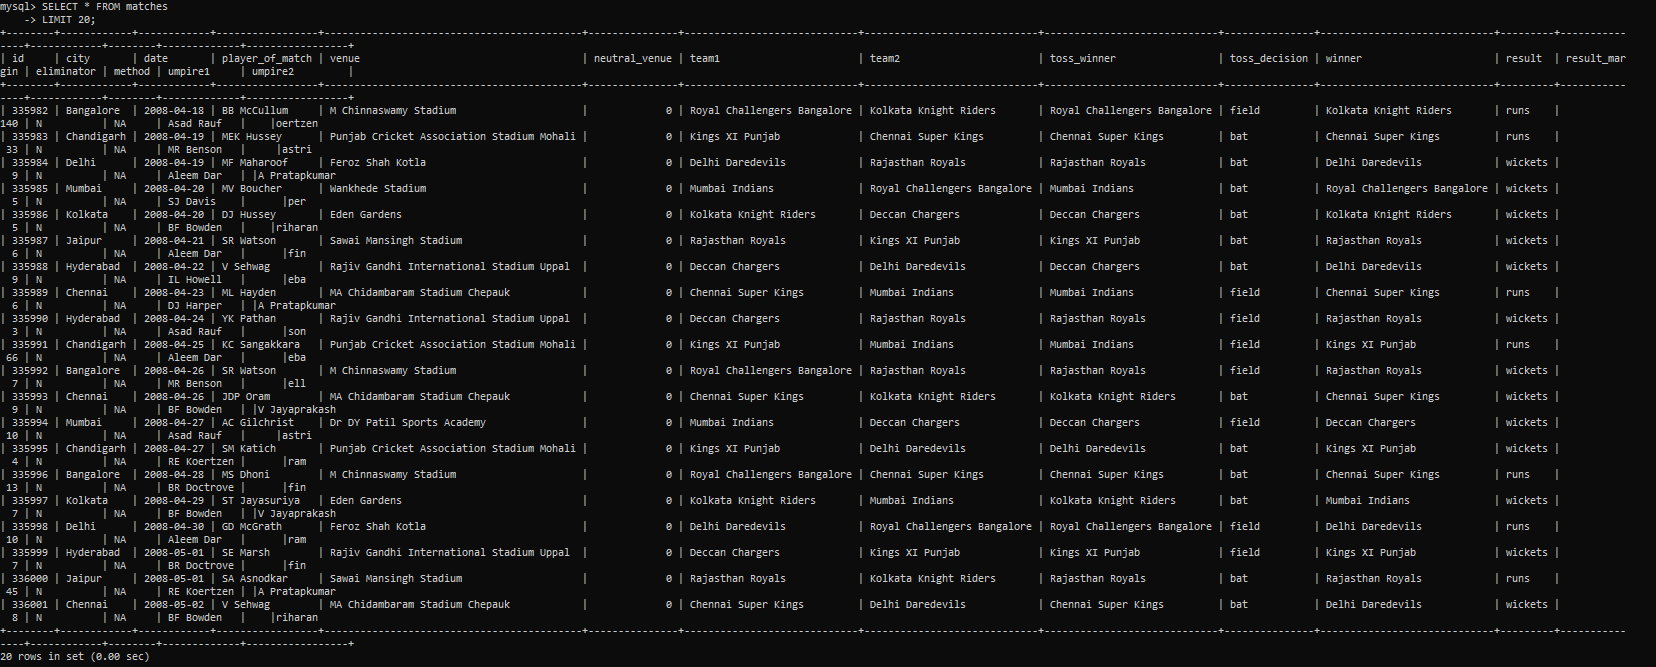 mysql> SELECT * FROM matches
    -> LIMIT 20;
+--------+------------+------------+-----------------+-------------------------------------------+---------------+-----------------------------+-----------------------------+-----------------------------+---------------+-----------------------------+---------+-----------
----+------------+--------+-------------+-----------------+
| id     | city       | date       | player_of_match | venue                                     | neutral_venue | team1                       | team2                       | toss_winner                 | toss_decision | winner                      | result  | result_mar
gin | eliminator | method | umpire1     | umpire2         |
+--------+------------+------------+-----------------+-------------------------------------------+---------------+-----------------------------+-----------------------------+-----------------------------+---------------+-----------------------------+---------+-----------
----+------------+--------+-------------+-----------------+
| 335982 | Bangalore  | 2008-04-18 | BB McCullum     | M Chinnaswamy Stadium                     |             0 | Royal Challengers Bangalore | Kolkata Knight Riders       | Royal Challengers Bangalore | field         | Kolkata Knight Riders       | runs    |
140 | N          | NA     | Asad Rauf   |    |oertzen
| 335983 | Chandigarh | 2008-04-19 | MEK Hussey      | Punjab Cricket Association Stadium Mohali |             0 | Kings XI Punjab             | Chennai Super Kings         | Chennai Super Kings         | bat           | Chennai Super Kings         | runs    |
 33 | N          | NA     | MR Benson   |     |astri
| 335984 | Delhi      | 2008-04-19 | MF Maharoof     | Feroz Shah Kotla                          |             0 | Delhi Daredevils            | Rajasthan Royals            | Rajasthan Royals            | bat           | Delhi Daredevils            | wickets |
  9 | N          | NA     | Aleem Dar   | |A Pratapkumar
| 335985 | Mumbai     | 2008-04-20 | MV Boucher      | Wankhede Stadium                          |             0 | Mumbai Indians              | Royal Challengers Bangalore | Mumbai Indians              | bat           | Royal Challengers Bangalore | wickets |
  5 | N          | NA     | SJ Davis    |      |per
| 335986 | Kolkata    | 2008-04-20 | DJ Hussey       | Eden Gardens                              |             0 | Kolkata Knight Riders       | Deccan Chargers             | Deccan Chargers             | bat           | Kolkata Knight Riders       | wickets |
  5 | N          | NA     | BF Bowden   |    |riharan
| 335987 | Jaipur     | 2008-04-21 | SR Watson       | Sawai Mansingh Stadium                    |             0 | Rajasthan Royals            | Kings XI Punjab             | Kings XI Punjab             | bat           | Rajasthan Royals            | wickets |
  6 | N          | NA     | Aleem Dar   |      |fin
| 335988 | Hyderabad  | 2008-04-22 | V Sehwag        | Rajiv Gandhi International Stadium Uppal  |             0 | Deccan Chargers             | Delhi Daredevils            | Deccan Chargers             | bat           | Delhi Daredevils            | wickets |
  9 | N          | NA     | IL Howell   |      |eba
| 335989 | Chennai    | 2008-04-23 | ML Hayden       | MA Chidambaram Stadium Chepauk            |             0 | Chennai Super Kings         | Mumbai Indians              | Mumbai Indians              | field         | Chennai Super Kings         | runs    |
  6 | N          | NA     | DJ Harper   | |A Pratapkumar
| 335990 | Hyderabad  | 2008-04-24 | YK Pathan       | Rajiv Gandhi International Stadium Uppal  |             0 | Deccan Chargers             | Rajasthan Royals            | Rajasthan Royals            | field         | Rajasthan Royals            | wickets |
  3 | N          | NA     | Asad Rauf   |      |son
| 335991 | Chandigarh | 2008-04-25 | KC Sangakkara   | Punjab Cricket Association Stadium Mohali |             0 | Kings XI Punjab             | Mumbai Indians              | Mumbai Indians              | field         | Kings XI Punjab             | runs    |
 66 | N          | NA     | Aleem Dar   |      |eba
| 335992 | Bangalore  | 2008-04-26 | SR Watson       | M Chinnaswamy Stadium                     |             0 | Royal Challengers Bangalore | Rajasthan Royals            | Rajasthan Royals            | field         | Rajasthan Royals            | wickets |
  7 | N          | NA     | MR Benson   |      |ell
| 335993 | Chennai    | 2008-04-26 | JDP Oram        | MA Chidambaram Stadium Chepauk            |             0 | Chennai Super Kings         | Kolkata Knight Riders       | Kolkata Knight Riders       | bat           | Chennai Super Kings         | wickets |
  9 | N          | NA     | BF Bowden   | |V Jayaprakash
| 335994 | Mumbai     | 2008-04-27 | AC Gilchrist    | Dr DY Patil Sports Academy                |             0 | Mumbai Indians              | Deccan Chargers             | Deccan Chargers             | field         | Deccan Chargers             | wickets |
 10 | N          | NA     | Asad Rauf   |     |astri
| 335995 | Chandigarh | 2008-04-27 | SM Katich       | Punjab Cricket Association Stadium Mohali |             0 | Kings XI Punjab             | Delhi Daredevils            | Delhi Daredevils            | bat           | Kings XI Punjab             | wickets |
  4 | N          | NA     | RE Koertzen |      |ram
| 335996 | Bangalore  | 2008-04-28 | MS Dhoni        | M Chinnaswamy Stadium                     |             0 | Royal Challengers Bangalore | Chennai Super Kings         | Chennai Super Kings         | bat           | Chennai Super Kings         | runs    |
 13 | N          | NA     | BR Doctrove |      |fin
| 335997 | Kolkata    | 2008-04-29 | ST Jayasuriya   | Eden Gardens                              |             0 | Kolkata Knight Riders       | Mumbai Indians              | Kolkata Knight Riders       | bat           | Mumbai Indians              | wickets |
  7 | N          | NA     | BF Bowden   | |V Jayaprakash
| 335998 | Delhi      | 2008-04-30 | GD McGrath      | Feroz Shah Kotla                          |             0 | Delhi Daredevils            | Royal Challengers Bangalore | Royal Challengers Bangalore | field         | Delhi Daredevils            | runs    |
 10 | N          | NA     | Aleem Dar   |      |ram
| 335999 | Hyderabad  | 2008-05-01 | SE Marsh        | Rajiv Gandhi International Stadium Uppal  |             0 | Deccan Chargers             | Kings XI Punjab             | Kings XI Punjab             | field         | Kings XI Punjab             | wickets |
  7 | N          | NA     | BR Doctrove |      |fin
| 336000 | Jaipur     | 2008-05-01 | SA Asnodkar     | Sawai Mansingh Stadium                    |             0 | Rajasthan Royals            | Kolkata Knight Riders       | Rajasthan Royals            | bat           | Rajasthan Royals            | runs    |
 45 | N          | NA     | RE Koertzen | |A Pratapkumar
| 336001 | Chennai    | 2008-05-02 | V Sehwag        | MA Chidambaram Stadium Chepauk            |             0 | Chennai Super Kings         | Delhi Daredevils            | Chennai Super Kings         | bat           | Delhi Daredevils            | wickets |
  8 | N          | NA     | BF Bowden   |    |riharan
+--------+------------+------------+-----------------+-------------------------------------------+---------------+-----------------------------+-----------------------------+-----------------------------+---------------+-----------------------------+---------+-----------
----+------------+--------+-------------+-----------------+
20 rows in set (0.00 sec)